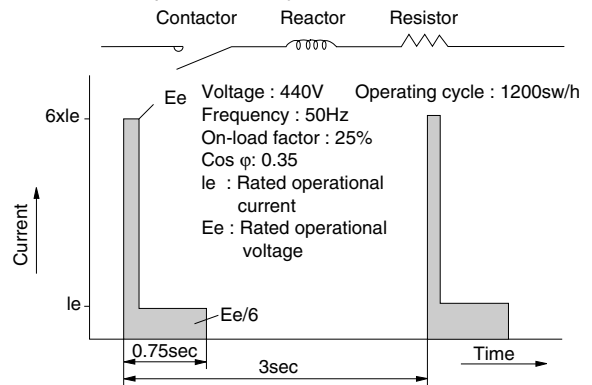 Contactor Reactor Resistor
Ee
Voltage : 440V Operating cycle : 1200sw/h
Frequency : 50Hz
On-load factor : 25%
Cos φ: 0.35
Ie : Rated operational
current
Ee : Rated operational
voltage
6xIe
Current
Ie
Ee/6
0.75sec
3sec
Time